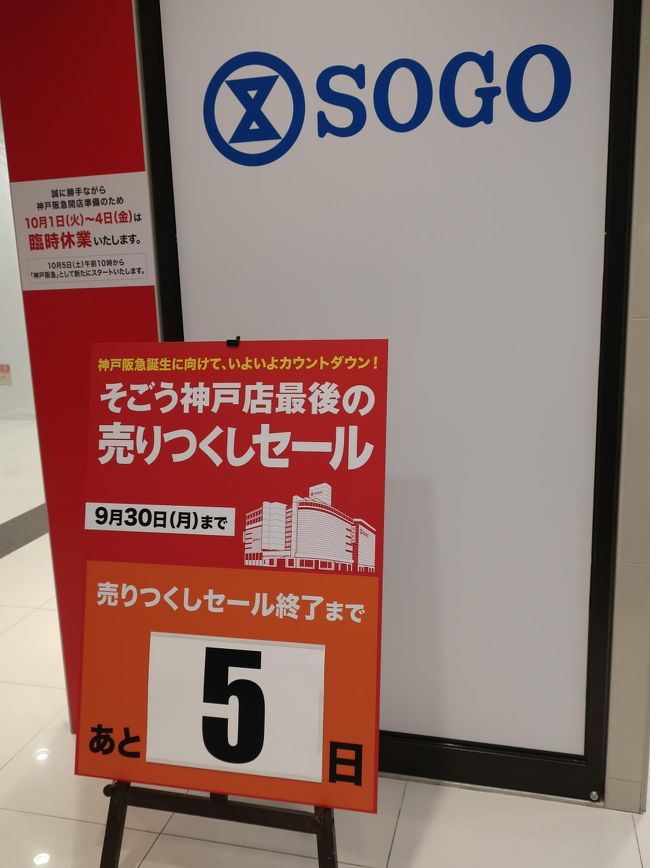 SOGO
誠に勝手ながら
神戸阪急開店準備のため
10月1日(火)〜4日(金)は
臨時休業いたします。
10月5日(土)午前10時から
「神戸阪急」として新たにスタートいたします。
神戸阪急誕生に向けて、いよいよカウントダウン!
そごう神戸店最後の
売りつくしセール
9月30日(月)まで
売りつくしセール終了まで
あと5日